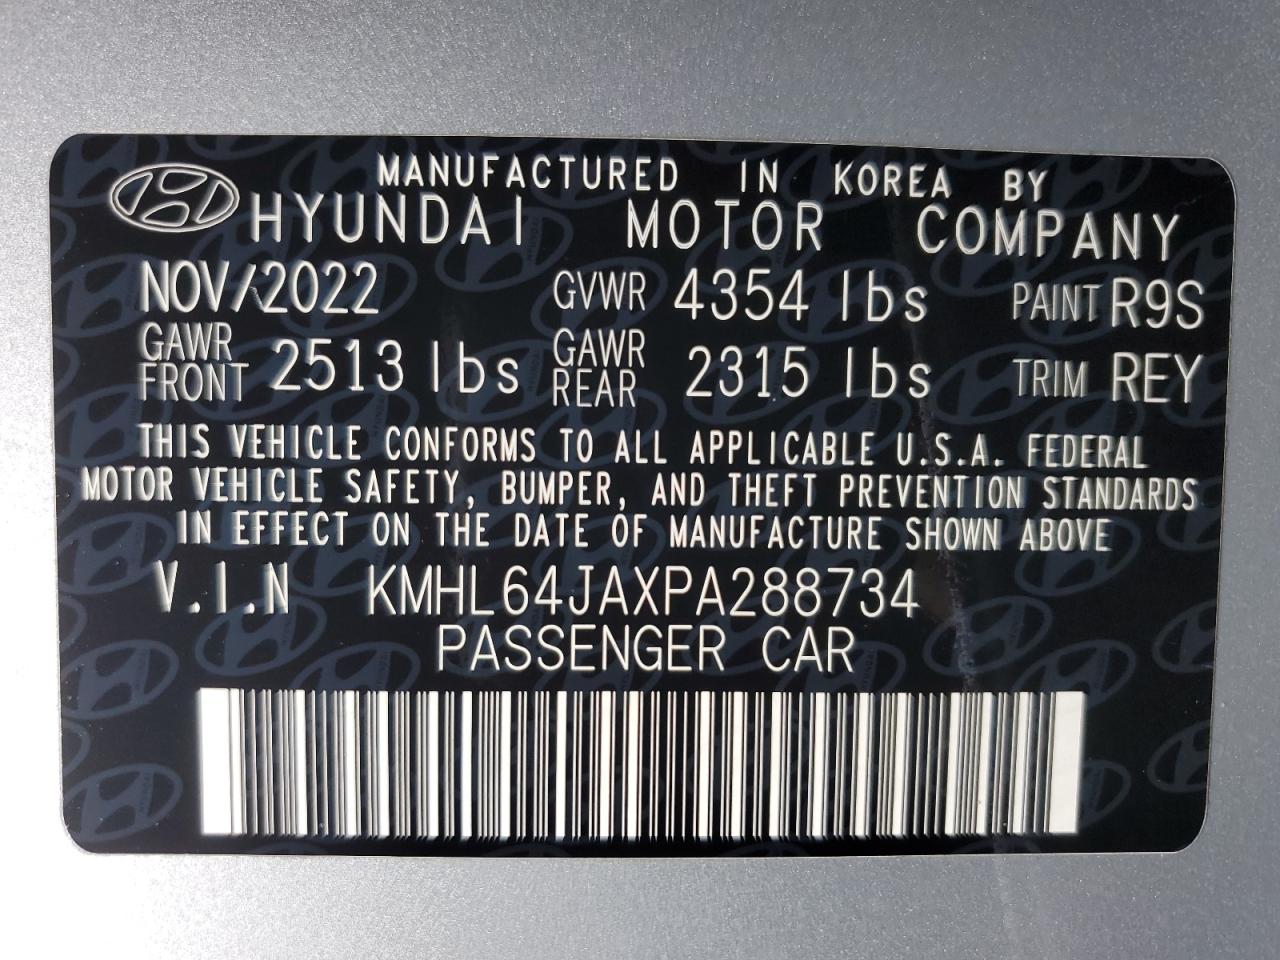 MANUFACTURED IN KOREA BY
HYUNDAI MOTOR COMPANY
NOV/2022 GVWR 4354 lbs PAINT R9S
GAWR FRONT 2513 lbs GAWR REAR 2315 lbs TRIM REY
THIS VEHICLE CONFORMS TO ALL APPLICABLE U.S.A. FEDERAL
MOTOR VEHICLE SAFETY, BUMPER, AND THEFT PREVENTION STANDARDS
IN EFFECT ON THE DATE OF MANUFACTURE SHOWN ABOVE
V.I.N KMHL64JAXPA288734
PASSENGER CAR